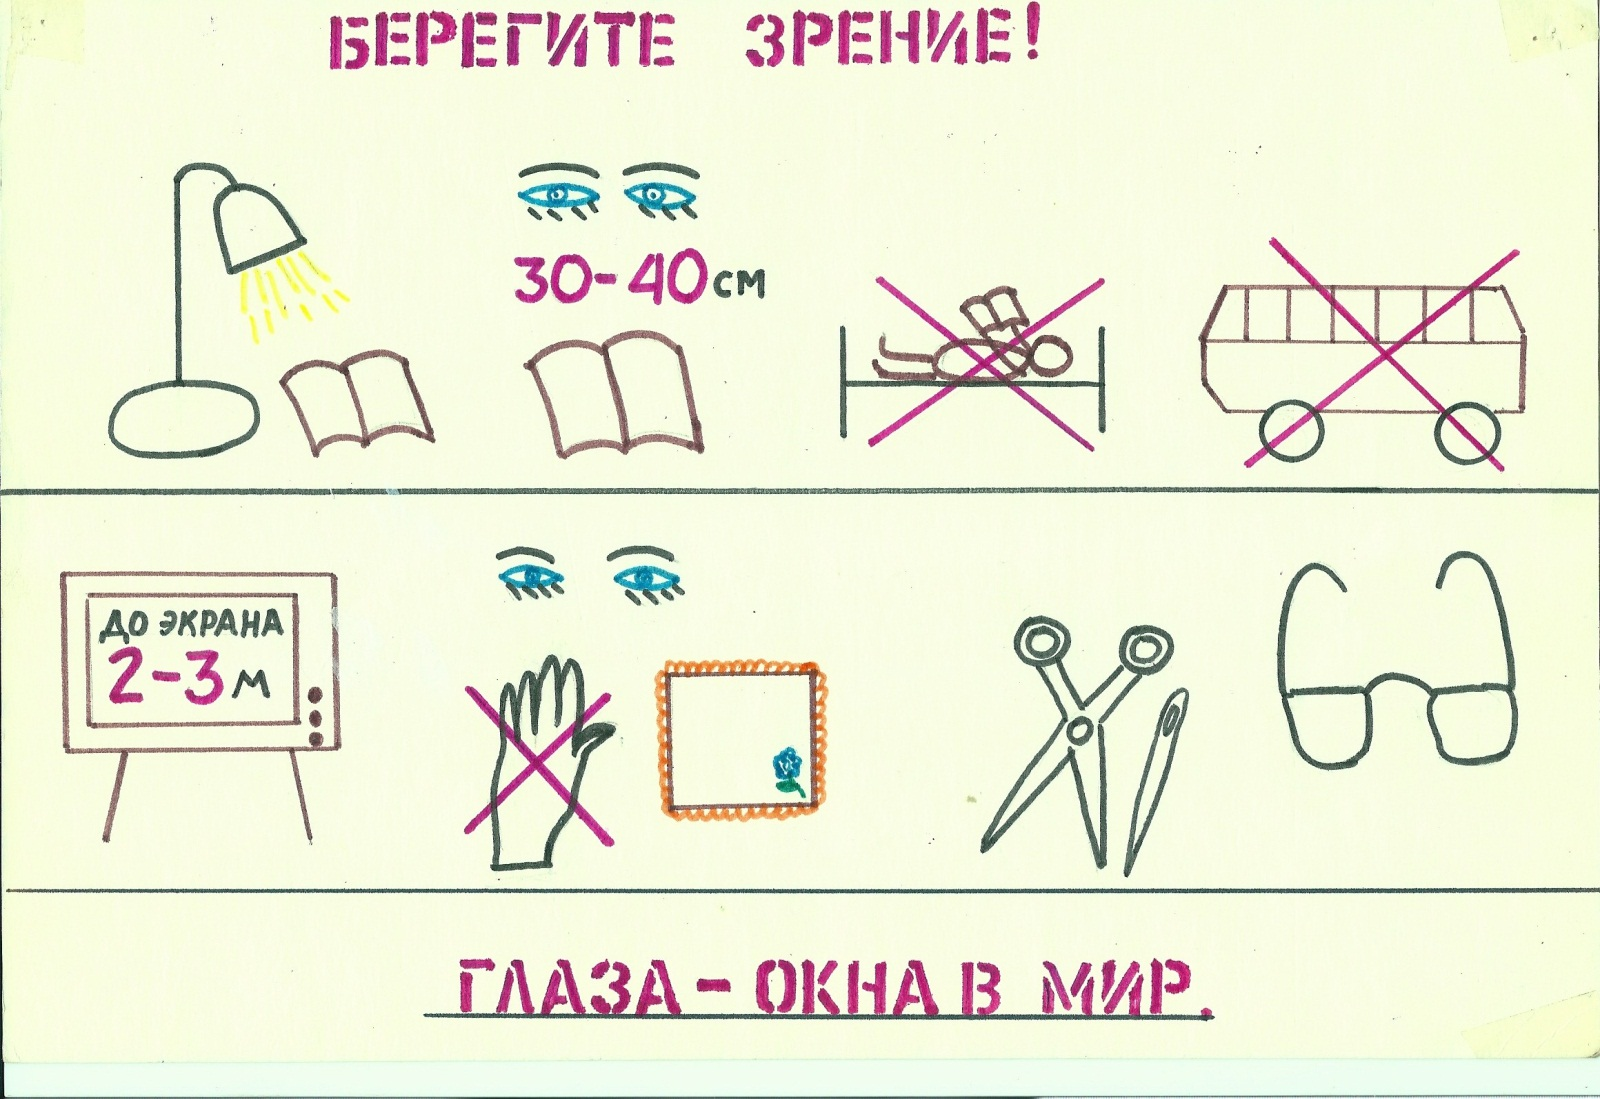 БЕРЕГИТЕ ЗРЕНИЕ!
30-40 см
ДО ЭКРАНА
2-3 м
ГЛАЗА - ОКНА В МИР.